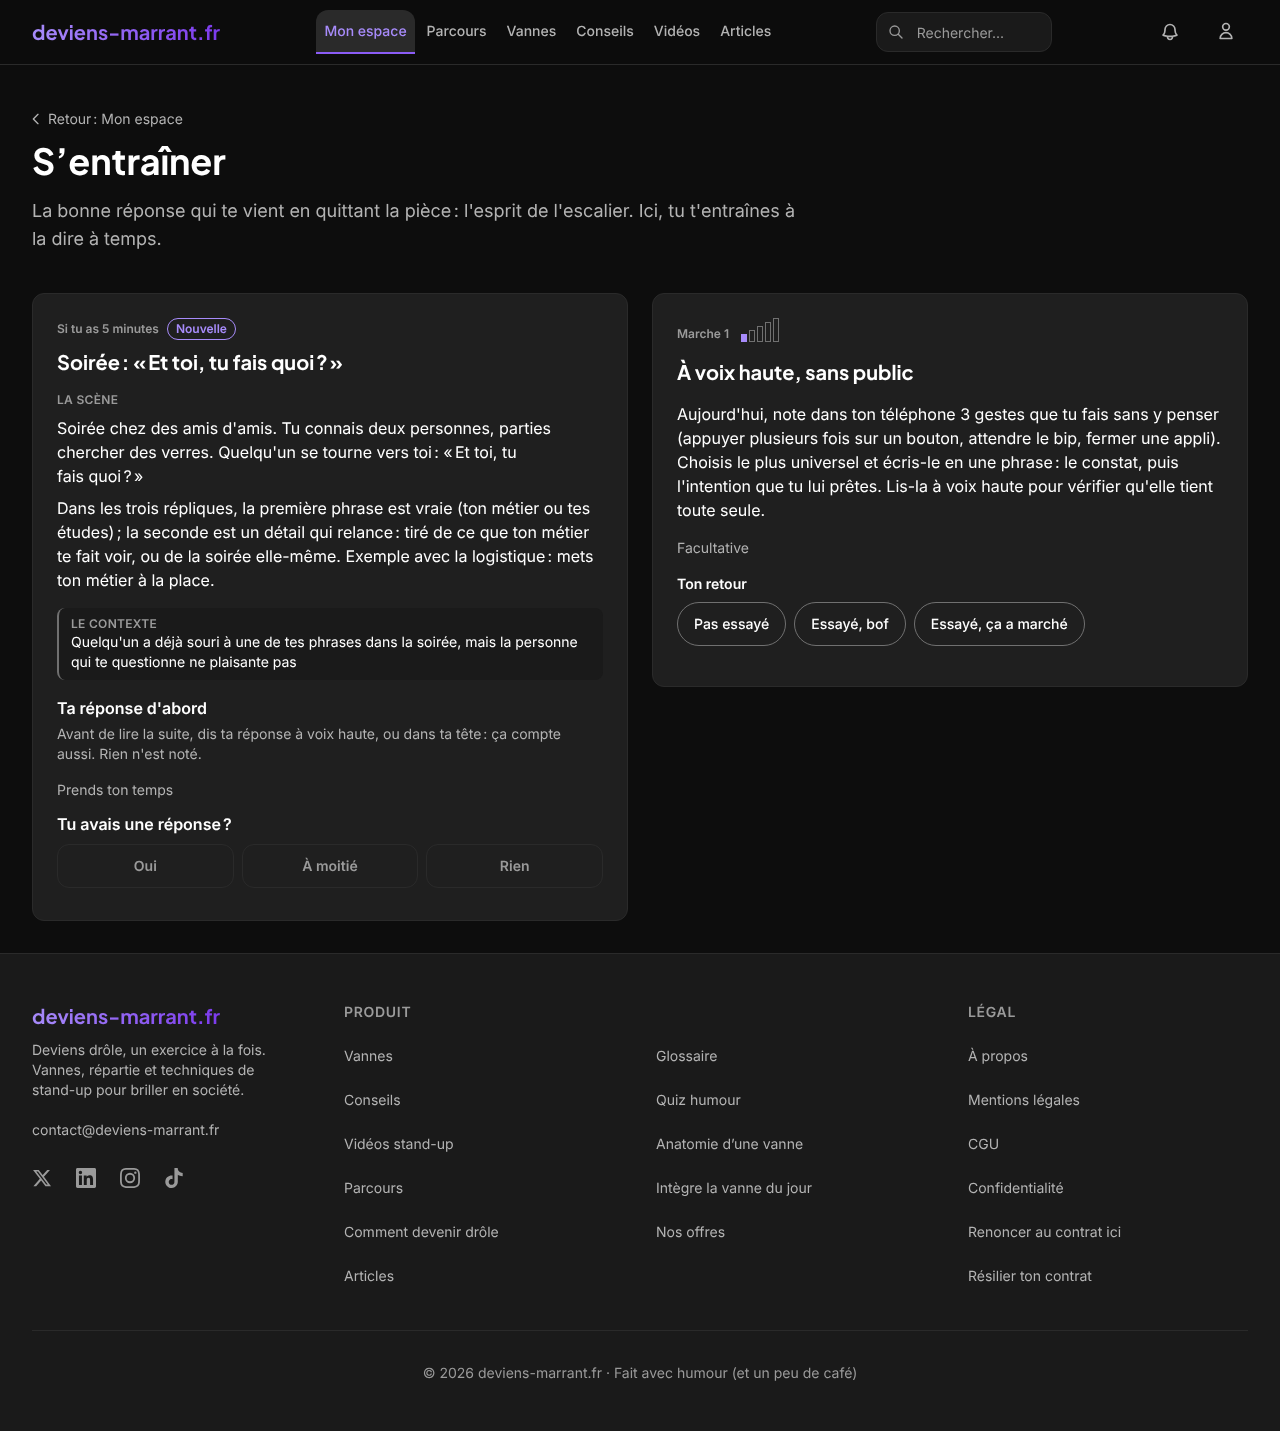 deviens-marrant.fr
Mon espace
Parcours
Vannes
Conseils
Vidéos
Articles
Rechercher...
Retour : Mon espace
S’entraîner
La bonne réponse qui te vient en quittant la pièce : l'esprit de l'escalier. Ici, tu t'entraînes à
la dire à temps.
Si tu as 5 minutes
Nouvelle
Soirée : « Et toi, tu fais quoi ? »
LA SCÈNE
Soirée chez des amis d'amis. Tu connais deux personnes, parties
chercher des verres. Quelqu'un se tourne vers toi : « Et toi, tu
fais quoi ? »
Dans les trois répliques, la première phrase est vraie (ton métier ou tes
études) ; la seconde est un détail qui relance : tiré de ce que ton métier
te fait voir, ou de la soirée elle-même. Exemple avec la logistique : mets
ton métier à la place.
LE CONTEXTE
Quelqu'un a déjà souri à une de tes phrases dans la soirée, mais la personne
qui te questionne ne plaisante pas
Ta réponse d'abord
Avant de lire la suite, dis ta réponse à voix haute, ou dans ta tête : ça compte
aussi. Rien n'est noté.
Prends ton temps
Tu avais une réponse ?
Oui
À moitié
Rien
Marche 1
À voix haute, sans public
Aujourd'hui, note dans ton téléphone 3 gestes que tu fais sans y penser
(appuyer plusieurs fois sur un bouton, attendre le bip, fermer une appli).
Choisis le plus universel et écris-le en une phrase : le constat, puis
l'intention que tu lui prêtes. Lis-la à voix haute pour vérifier qu'elle tient
toute seule.
Facultative
Ton retour
Pas essayé
Essayé, bof
Essayé, ça a marché
deviens-marrant.fr
Deviens drôle, un exercice à la fois.
Vannes, répartie et techniques de
stand-up pour briller en société.
contact@deviens-marrant.fr
PRODUIT
Vannes
Conseils
Vidéos stand-up
Parcours
Comment devenir drôle
Articles
Glossaire
Quiz humour
Anatomie d’une vanne
Intègre la vanne du jour
Nos offres
LÉGAL
À propos
Mentions légales
CGU
Confidentialité
Renoncer au contrat ici
Résilier ton contrat
© 2026 deviens-marrant.fr · Fait avec humour (et un peu de café)